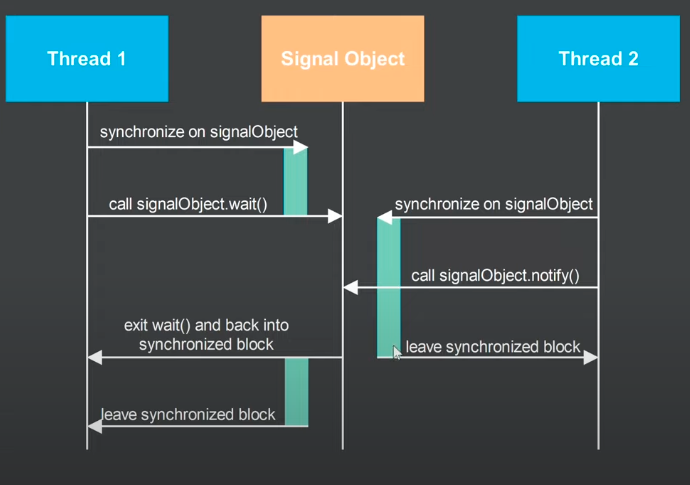 Thread 1
Signal Object
Thread 2
synchronize on signalObject
call signalObject.wait()
synchronize on signalObject
call signalObject.notify()
exit wait() and back into
synchronized block
leave synchronized block
leave synchronized block